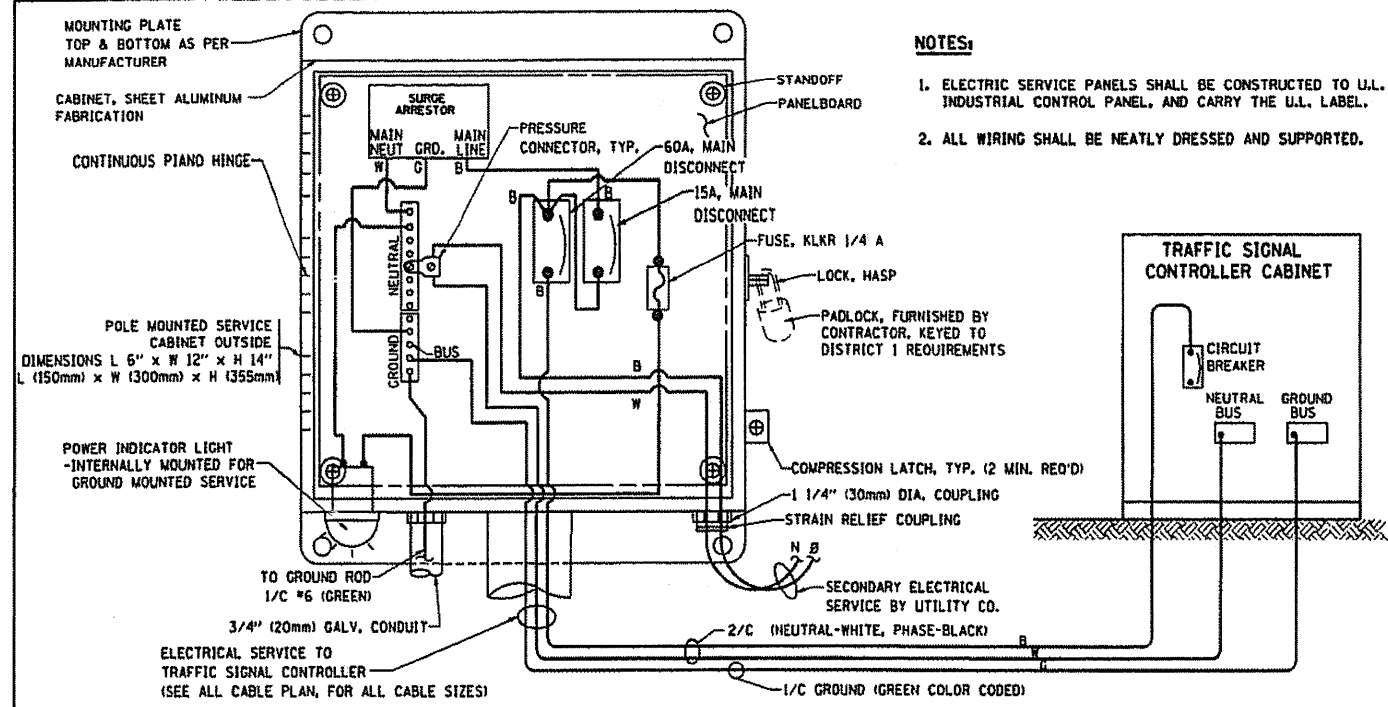 MOUNTING PLATE
TOP & BOTTOM AS PER
MANUFACTURER
CABINET, SHEET ALUMINUM
FABRICATION
CONTINUOUS PIANO HINGE
POLE MOUNTED SERVICE
CABINET OUTSIDE
DIMENSIONS L 6" x W 12" x H 14"
L (150mm) x W (300mm) x H (355mm)
POWER INDICATOR LIGHT
-INTERNALLY MOUNTED FOR
GROUND MOUNTED SERVICE
SURGE
ARRESTOR
MAIN
NEUT
GRD.
MAIN
LINE
W
G
B
NEUTRAL
GROUND
BUS
PRESSURE
CONNECTOR, TYP.
STANDOFF
PANELBOARD
60A, MAIN
DISCONNECT
15A, MAIN
DISCONNECT
B
B
B
B
FUSE, KLKR 1/4 A
LOCK, HASP
PADLOCK, FURNISHED BY
CONTRACTOR, KEYED TO
DISTRICT 1 REQUIREMENTS
B
W
COMPRESSION LATCH, TYP. (2 MIN. REQ'D)
1 1/4" (30mm) DIA. COUPLING
STRAIN RELIEF COUPLING
N Ø
SECONDARY ELECTRICAL
SERVICE BY UTILITY CO.
TO GROUND ROD
1/C #6 (GREEN)
3/4" (20mm) GALV. CONDUIT
ELECTRICAL SERVICE TO
TRAFFIC SIGNAL CONTROLLER
(SEE ALL CABLE PLAN, FOR ALL CABLE SIZES)
2/C (NEUTRAL-WHITE, PHASE-BLACK)
B
W
G
1/C GROUND (GREEN COLOR CODED)
NOTES:
1. ELECTRIC SERVICE PANELS SHALL BE CONSTRUCTED TO U.L.
INDUSTRIAL CONTROL PANEL, AND CARRY THE U.L. LABEL.
2. ALL WIRING SHALL BE NEATLY DRESSED AND SUPPORTED.
TRAFFIC SIGNAL
CONTROLLER CABINET
CIRCUIT
BREAKER
NEUTRAL
BUS
GROUND
BUS